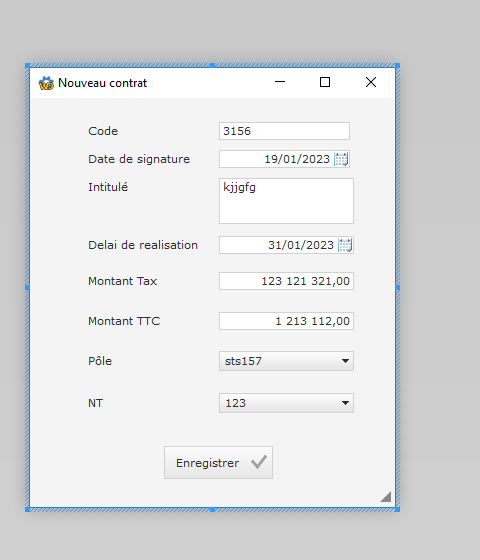 Nouveau contrat
Code 3156
Date de signature 19/01/2023
Intitulé kjjgfg
Delai de realisation 31/01/2023
Montant Tax 123 121 321,00
Montant TTC 1 213 112,00
Pôle sts157
NT 123
Enregistrer